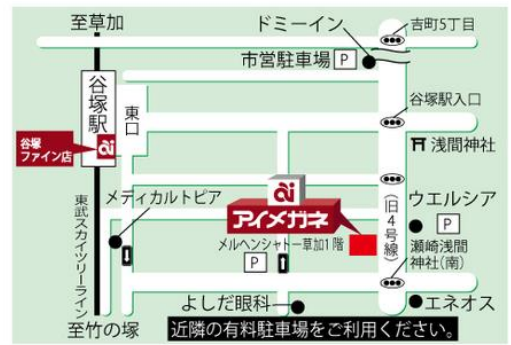 至草加
ドミーイン
吉町5丁目
市営駐車場 P
谷塚駅
東口
谷塚駅入口
浅間神社
谷塚
ファイン店
ai
東武スカイツリーライン
メディカルトピア
ai
アイメガネ
メルヘンシャトー草加1階
P
(旧4号線)
ウエルシア
P
瀬崎浅間
神社(南)
至竹の塚
よしだ眼科
エネオス
近隣の有料駐車場をご利用ください。